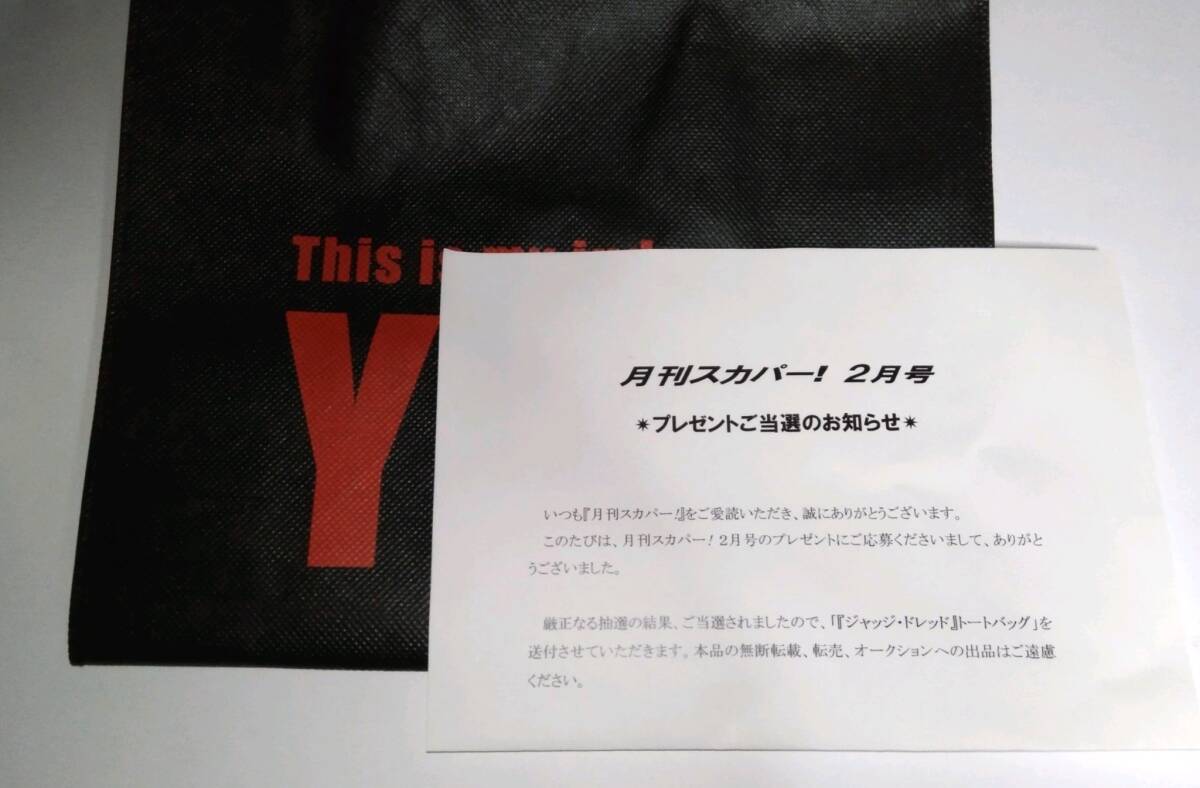 This is my
Y
月刊スカパー! 2月号
*プレゼントご当選のお知らせ*
いつも『月刊スカパー!』をご愛読いただき、誠にありがとうございます。
このたびは、月刊スカパー! 2月号のプレゼントにご応募くださいまして、ありがと
うございました。
厳正なる抽選の結果、ご当選されましたので、「『ジャッジ・ドレッド』トートバッグ」を
送付させていただきます。本品の無断転載、転売、オークションへの出品はご遠慮
ください。